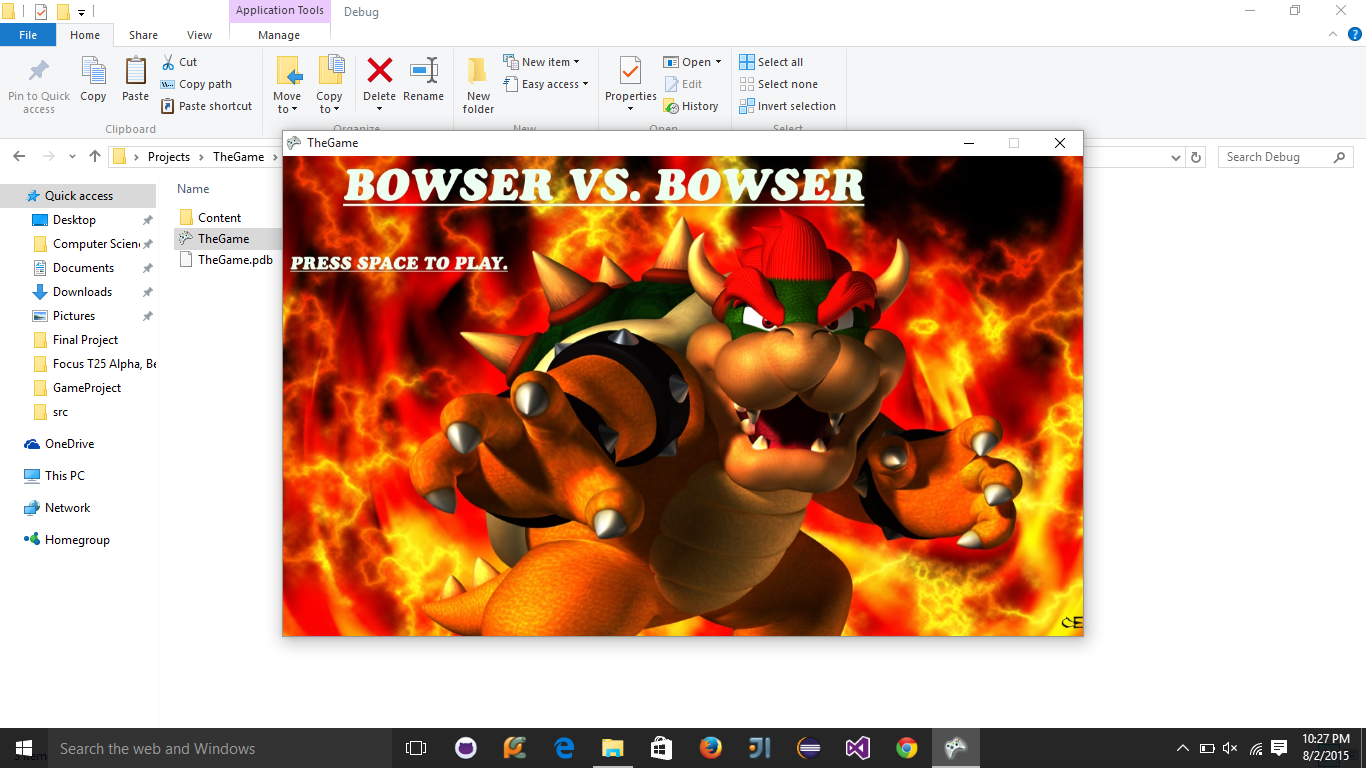 Application Tools Debug
File Home Share View Manage
Pin to Quick access
Copy
Paste
Cut
Copy path
Paste shortcut
Clipboard
Move to
Copy to
Delete
Rename
Organize
New folder
New item
Easy access
New
Properties
Open
Edit
History
Open
Select all
Select none
Invert selection
Select
Projects TheGame
Search Debug
Quick access
Desktop
Computer Scien
Documents
Downloads
Pictures
Final Project
Focus T25 Alpha, Be
GameProject
src
OneDrive
This PC
Network
Homegroup
Name
Content
TheGame
TheGame.pdb
TheGame
BOWSER VS. BOWSER
PRESS SPACE TO PLAY.
CE
Search the web and Windows
10:27 PM
8/2/2015